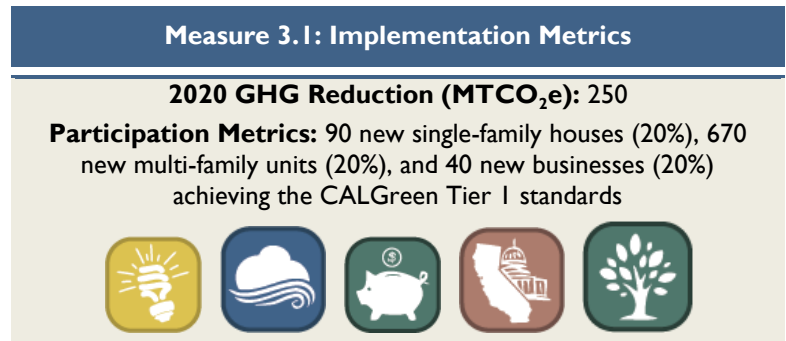 Measure 3.1: Implementation Metrics
2020 GHG Reduction (MTCO₂e): 250
Participation Metrics: 90 new single-family houses (20%), 670
new multi-family units (20%), and 40 new businesses (20%)
achieving the CALGreen Tier 1 standards
$